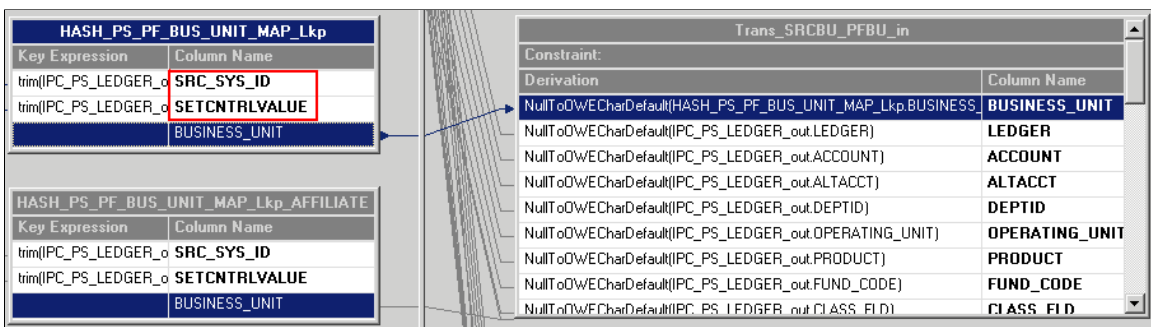 HASH_PS_PF_BUS_UNIT_MAP_Lkp
Key Expression Column Name
trim(IPC_PS_LEDGER_o SRC_SYS_ID
trim(IPC_PS_LEDGER_o SETCNTRLVALUE
BUSINESS_UNIT
HASH_PS_PF_BUS_UNIT_MAP_Lkp_AFFILIATE
Key Expression Column Name
trim(IPC_PS_LEDGER_o SRC_SYS_ID
trim(IPC_PS_LEDGER_o SETCNTRLVALUE
BUSINESS_UNIT
Trans_SRCBU_PFBU_in
Constraint:
Derivation Column Name
NullToOWECharDefault(HASH_PS_PF_BUS_UNIT_MAP_Lkp.BUSINESS_ BUSINESS_UNIT
NullToOWECharDefault(IPC_PS_LEDGER_out.LEDGER) LEDGER
NullToOWECharDefault(IPC_PS_LEDGER_out.ACCOUNT) ACCOUNT
NullToOWECharDefault(IPC_PS_LEDGER_out.ALTACCT) ALTACCT
NullToOWECharDefault(IPC_PS_LEDGER_out.DEPTID) DEPTID
NullToOWECharDefault(IPC_PS_LEDGER_out.OPERATING_UNIT) OPERATING_UNIT
NullToOWECharDefault(IPC_PS_LEDGER_out.PRODUCT) PRODUCT
NullToOWECharDefault(IPC_PS_LEDGER_out.FUND_CODE) FUND_CODE
NullToOWECharDefault(IPC_PS_LEDGER_out.CLASS_FLD) CLASS_FLD